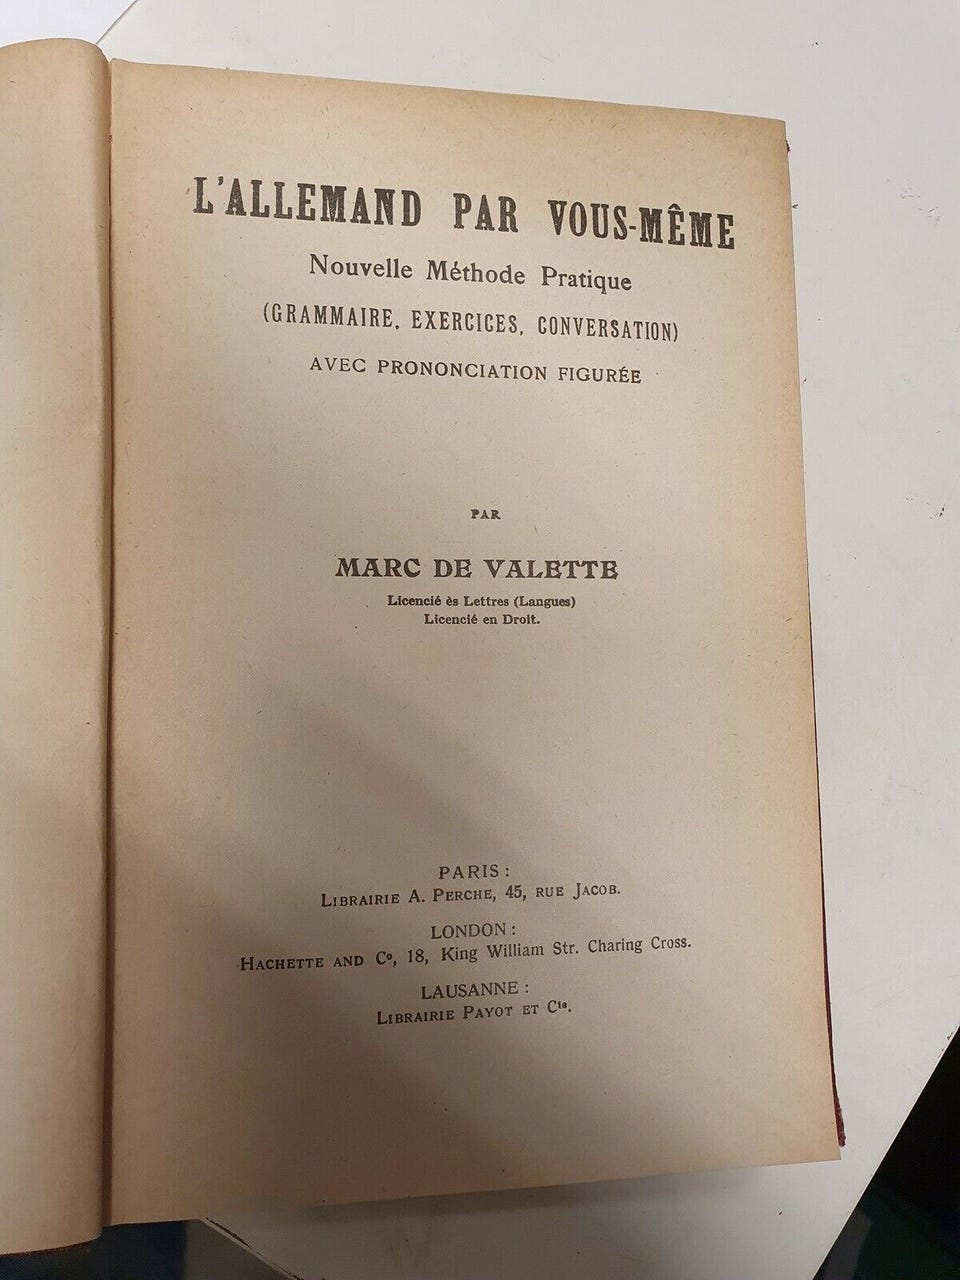 L'ALLEMAND PAR VOUS-MÊME
Nouvelle Méthode Pratique
(GRAMMAIRE, EXERCICES, CONVERSATION)
AVEC PRONONCIATION FIGURÉE
PAR
MARC DE VALETTE
Licencié ès Lettres (Langues)
Licencié en Droit.
PARIS :
LIBRAIRIE A. PERCHE, 45, RUE JACOB.
LONDON :
HACHETTE AND Cº, 18, King William Str. Charing Cross.
LAUSANNE :
LIBRAIRIE PAYOT ET Cie.